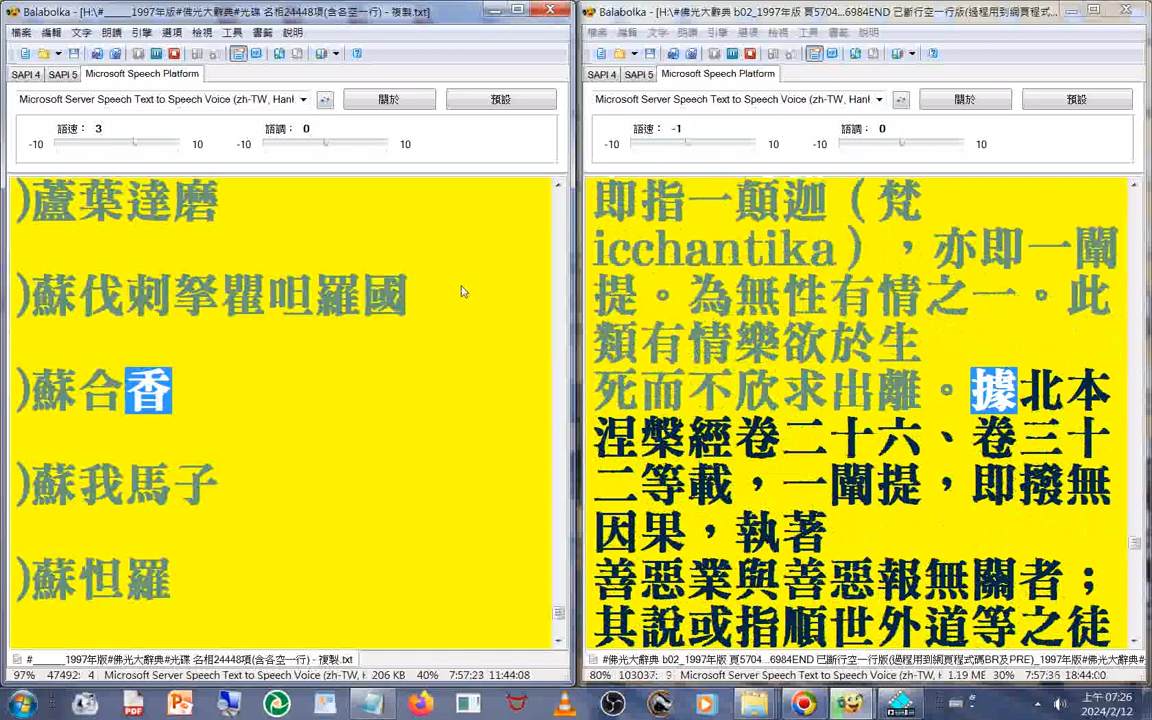 Balabolka - [H:\#_____1997年版#佛光大辭典#光碟 名相24448項(含各空一行) - 複製.txt]
檔案 編輯 文字 朗讀 引擎 選項 檢視 工具 書籤 說明
SAPI 4 SAPI 5 Microsoft Speech Platform
Microsoft Server Speech Text to Speech Voice (zh-TW, Hanl
關於
預設
語速： 3
語調： 0
-10 10 -10 10
)蘆葉達磨
)蘇伐剌拏瞿呾羅國
)蘇合香
)蘇我馬子
)蘇怛羅
#_____1997年版#佛光大辭典#光碟 名相24448項(含各空一行) - 複製.txt
97% 47492: 4 Microsoft Server Speech Text to Speech Voice (zh-TW, H 206 KB 40% 7:57:23 11:44:08
Balabolka - [H:\#佛光大辭典 b02_1997年版 頁5704...6984END 已斷行空一行版(過程用到網頁程式...
檔案 編輯 文字 朗讀 引擎 選項 檢視 工具 書籤 說明
SAPI 4 SAPI 5 Microsoft Speech Platform
Microsoft Server Speech Text to Speech Voice (zh-TW, Hanl
關於
預設
語速： -1
語調： 0
-10 10 -10 10
即指一顛迦（梵
icchantika），亦即一闡
提。為無性有情之一。此
類有情樂欲於生
死而不欣求出離。據北本
涅槃經卷二十六、卷三十
二等載，一闡提，即撥無
因果，執著
善惡業與善惡報無關者；
其說或指順世外道等之徒
#佛光大辭典 b02_1997年版 頁5704...6984END 已斷行空一行版(過程用到網頁程式碼BR及PRE)_1997年版#
80% 103037: 9 Microsoft Server Speech Text to Speech Voice (zh-TW, H 1.19 ME 30% 7:57:35 18:44:00
上午 07:26
2024/2/12